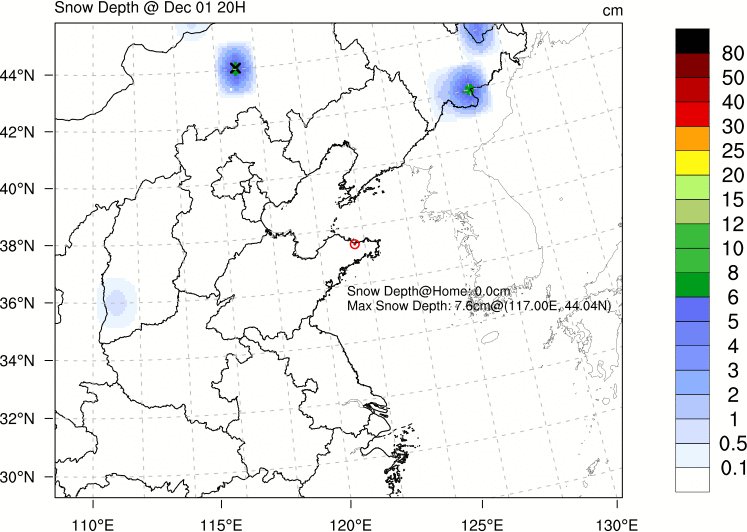 Snow Depth @ Dec 01 20H
cm
44°N
42°N
40°N
38°N
36°N
34°N
32°N
30°N
110°E
115°E
120°E
125°E
130°E
Snow Depth@Home: 0.0cm
Max Snow Depth: 7.6cm@(117.00E, 44.04N)
80
50
40
30
25
20
15
12
10
8
6
5
4
3
2
1
0.5
0.1